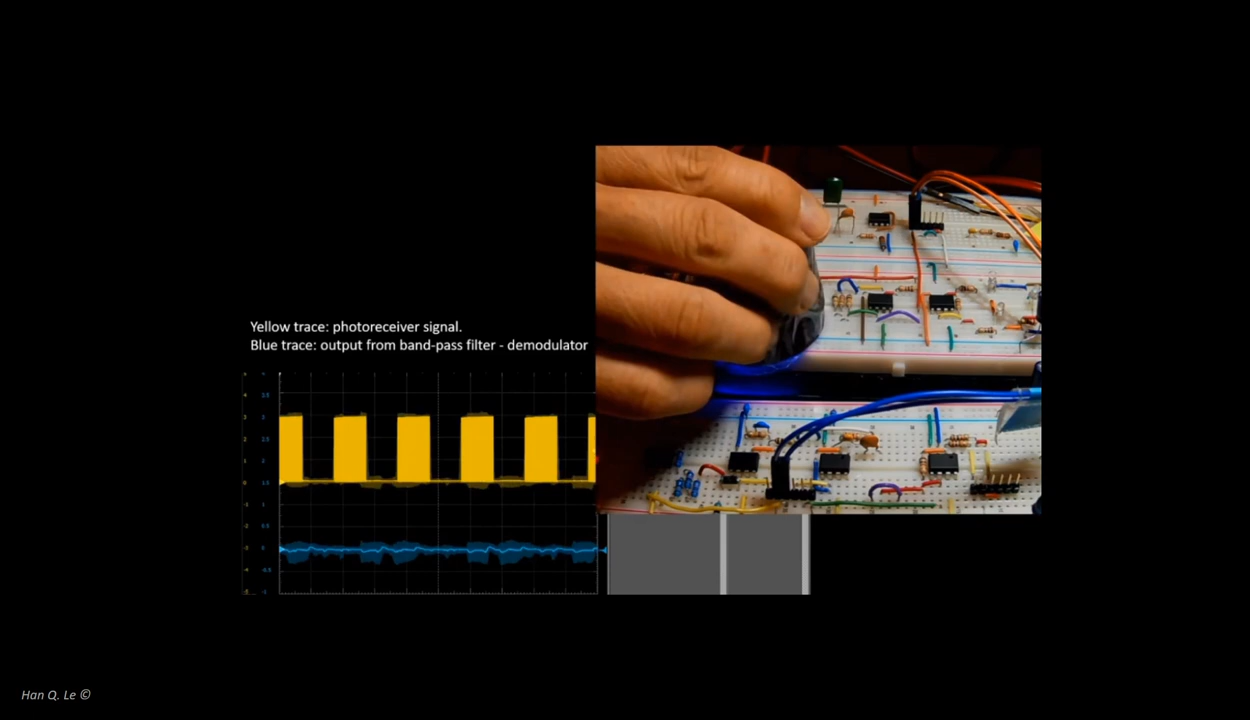 Yellow trace: photoreceiver signal.
Blue trace: output from band-pass filter - demodulator
Han Q. Le ©